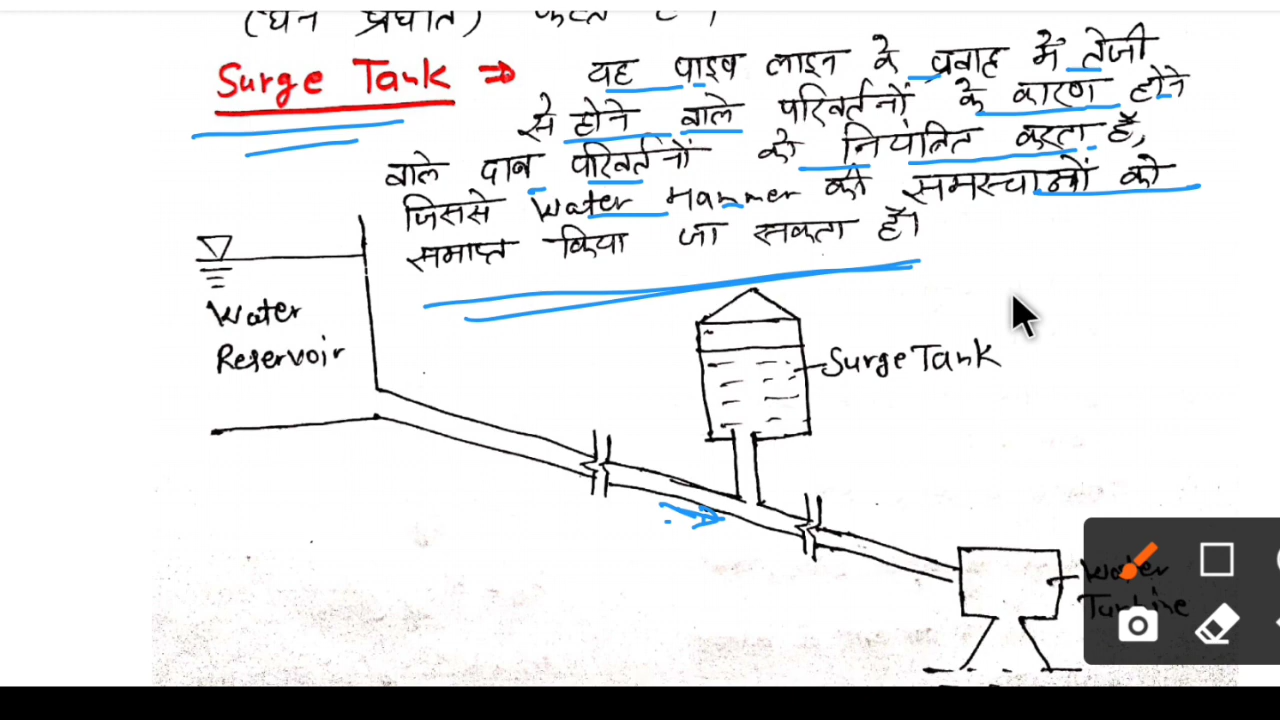 (घन प्रघात) कहते हैं।
Surge Tank ⇒ यह पाइप लाइन के प्रवाह में तेजी
से होने वाले परिवर्तनों के कारण होने
वाले दाब परिवर्तनों को नियंत्रित करता है,
जिससे Water Hammer की समस्याओं को
समाप्त किया जा सकता है।
Water
Reservoir
Surge Tank
Water
Turbine